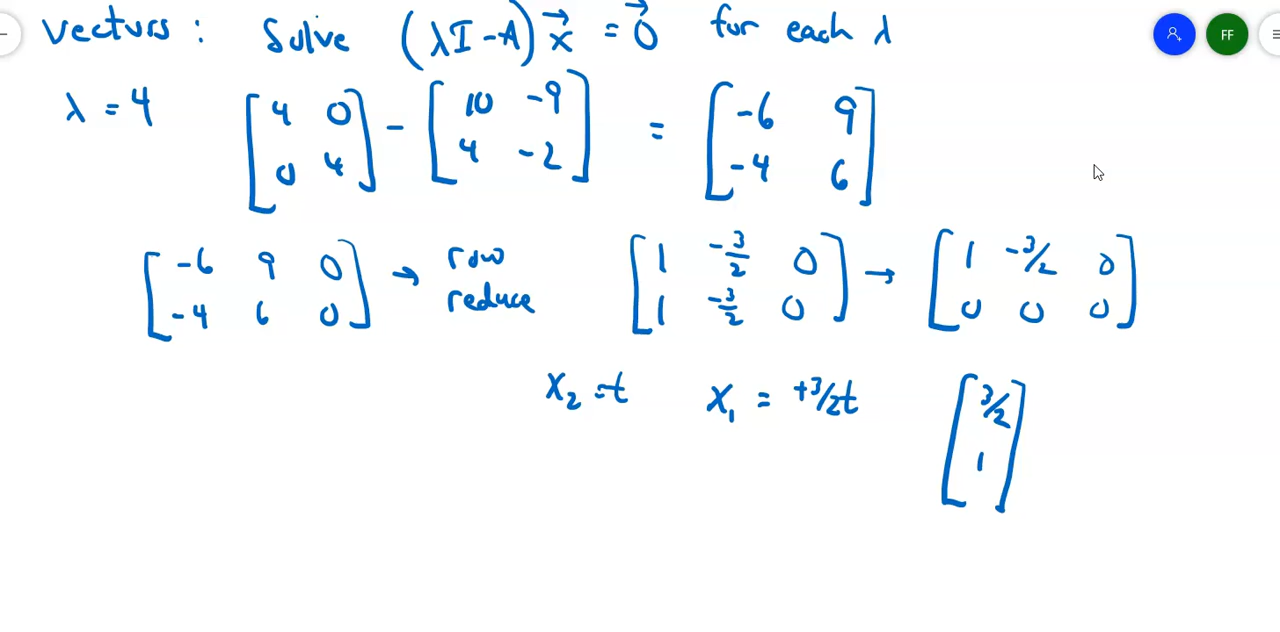 vectors : Solve (λI - A) x⃗ = 0⃗ for each λ
λ = 4 [4 0; 0 4] - [10 -9; 4 -2] = [-6 9; -4 6]
[-6 9 0; -4 6 0] → row reduce [1 -3/2 0; 1 -3/2 0] → [1 -3/2 0; 0 0 0]
x₂ = t x₁ = +3/2t [3/2; 1]
FF